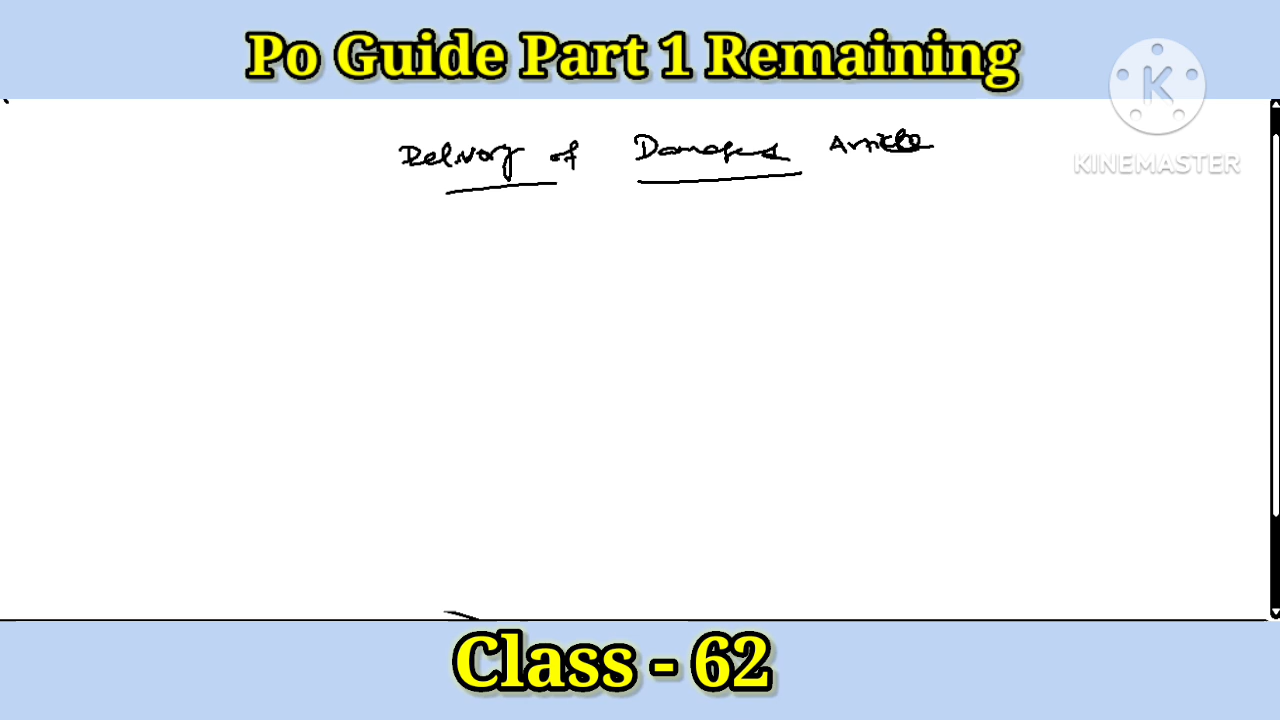 Po Guide Part 1 Remaining
K
KINEMASTER
Delivery of Damaged Article
Class - 62